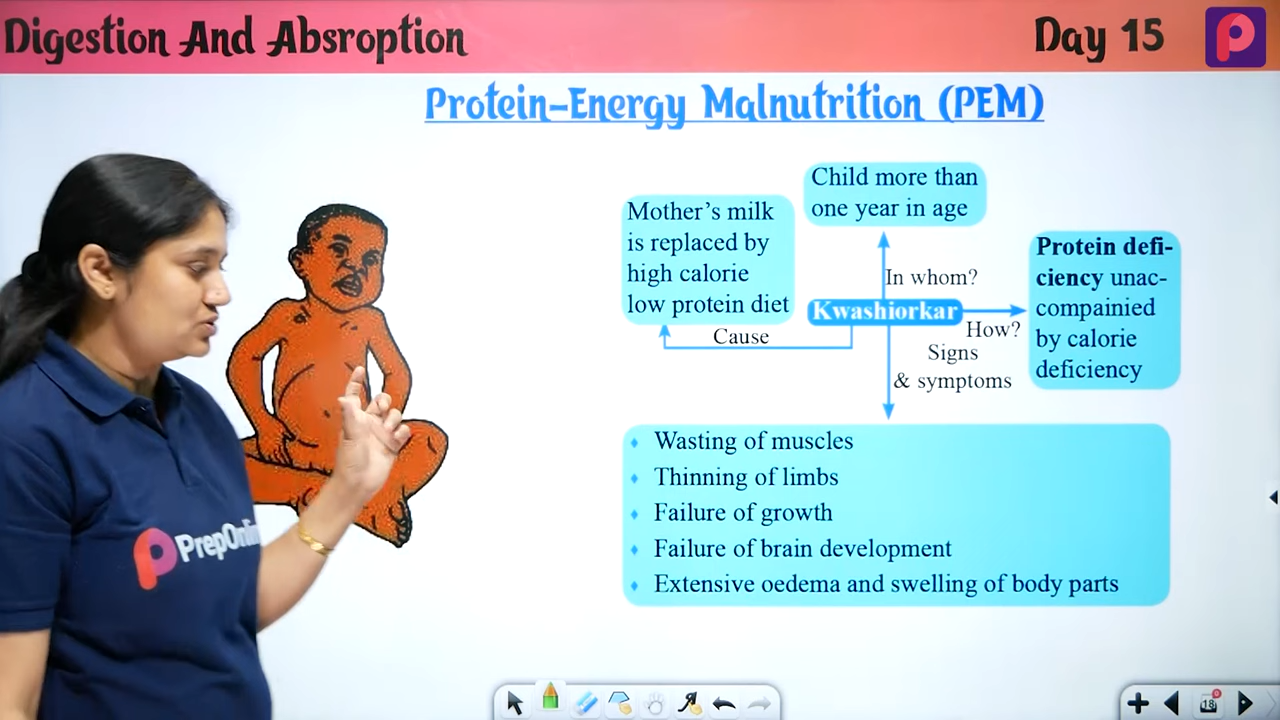 Digestion And Absroption
Day 15
Protein-Energy Malnutrition (PEM)
Child more than
one year in age
Mother's milk
is replaced by
high calorie
low protein diet
In whom?
Kwashiorkar
Protein defi-
ciency unac-
compainied
by calorie
deficiency
How?
Cause
Signs
& symptoms
Wasting of muscles
Thinning of limbs
Failure of growth
Failure of brain development
Extensive oedema and swelling of body parts
PrepOnlin
18